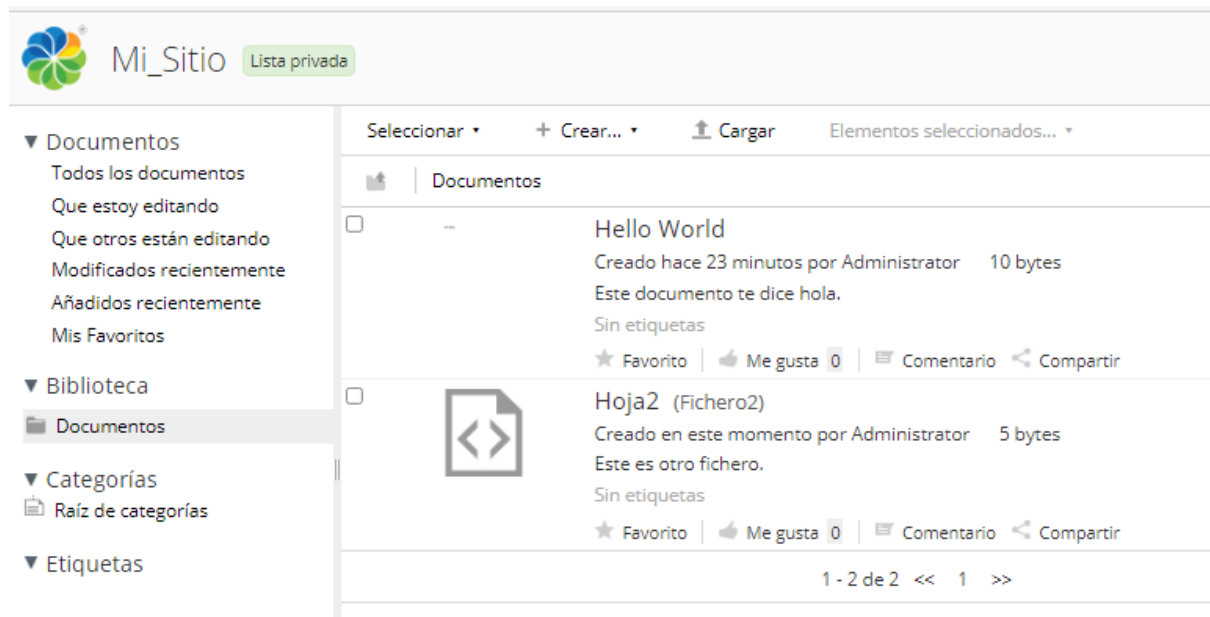 Mi_Sitio Lista privada
▼ Documentos
Todos los documentos
Que estoy editando
Que otros están editando
Modificados recientemente
Añadidos recientemente
Mis Favoritos
▼ Biblioteca
Documentos
▼ Categorías
Raíz de categorías
▼ Etiquetas
Seleccionar ▾ + Crear... ▾ Cargar Elementos seleccionados... ▾
Documentos
Hello World
Creado hace 23 minutos por Administrator 10 bytes
Este documento te dice hola.
Sin etiquetas
Favorito Me gusta 0 Comentario Compartir
Hoja2 (Fichero2)
Creado en este momento por Administrator 5 bytes
Este es otro fichero.
Sin etiquetas
Favorito Me gusta 0 Comentario Compartir
1 - 2 de 2 << 1 >>